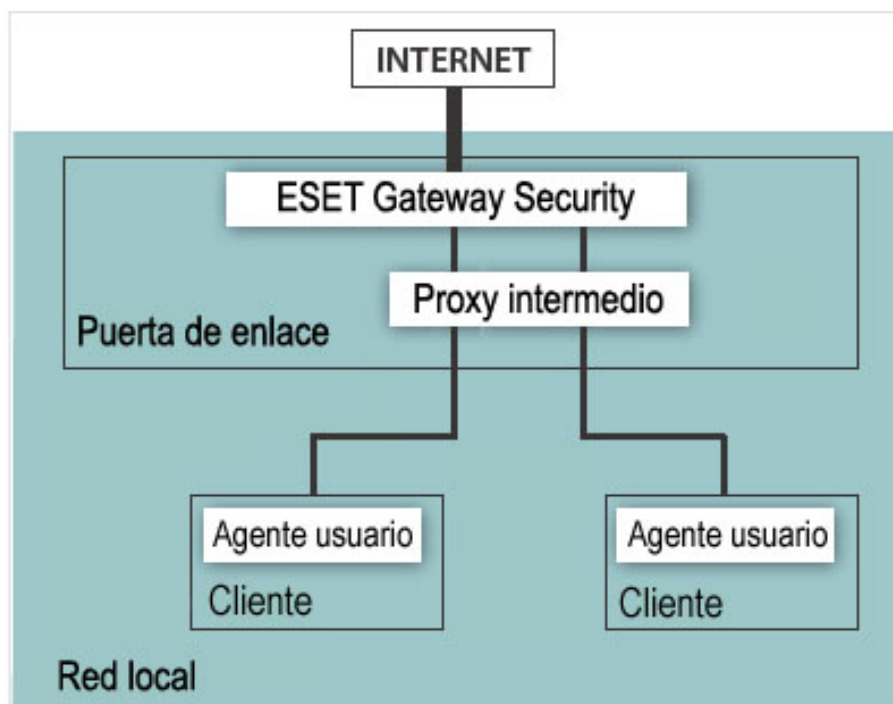 INTERNET
ESET Gateway Security
Proxy intermedio
Puerta de enlace
Agente usuario
Cliente
Agente usuario
Cliente
Red local